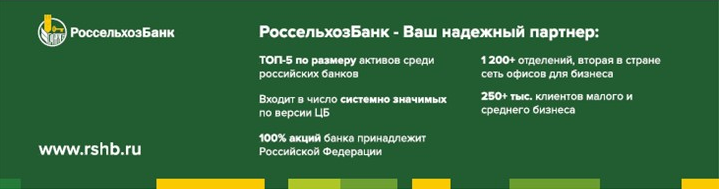 РоссельхозБанк
РоссельхозБанк - Ваш надежный партнер:
ТОП-5 по размеру активов среди
российских банков
Входит в число системно значимых
по версии ЦБ
100% акций банка принадлежит
Российской Федерации
1 200+ отделений, вторая в стране
сеть офисов для бизнеса
250+ тыс. клиентов малого и
среднего бизнеса
www.rshb.ru